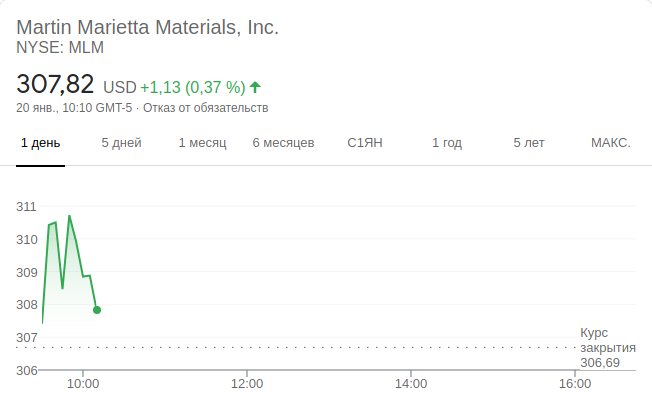 Martin Marietta Materials, Inc.
NYSE: MLM
307,82 USD +1,13 (0,37 %)
20 янв., 10:10 GMT-5 · Отказ от обязательств
1 день 5 дней 1 месяц 6 месяцев С1ЯН 1 год 5 лет МАКС.
311
310
309
308
307
306
Курс
закрытия
306,69
10:00 12:00 14:00 16:00